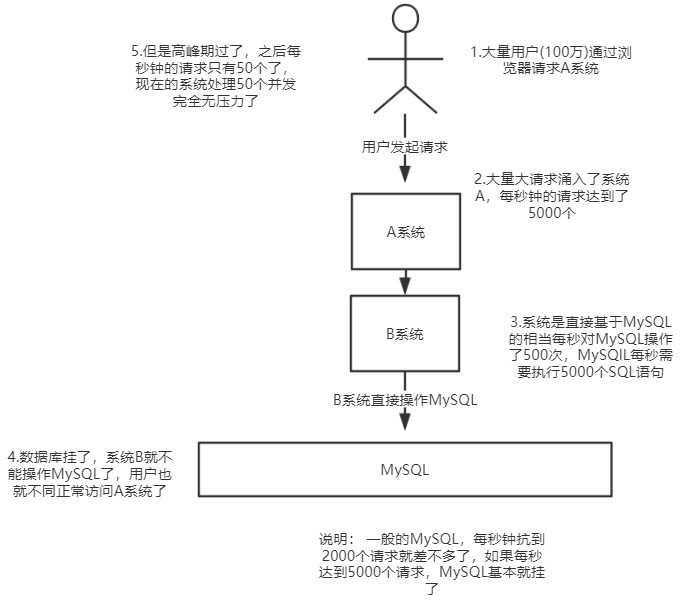 5.但是高峰期过了，之后每
秒钟的请求只有50个了，
现在的系统处理50个并发
完全无压力了
1.大量用户(100万)通过浏
览器请求A系统
用户发起请求
2.大量大请求涌入了系统
A，每秒钟的请求达到了
5000个
A系统
B系统
3.系统是直接基于MySQL
的相当每秒对MySQL操作
了500次，MySQlL每秒需
要执行5000个SQL语句
B系统直接操作MySQL
4.数据库挂了，系统B就不
能操作MySQL了，用户也
就不同正常访问A系统了
MySQL
说明： 一般的MySQL，每秒钟抗到
2000个请求就差不多了，如果每秒
达到5000个请求，MySQL基本就挂
了